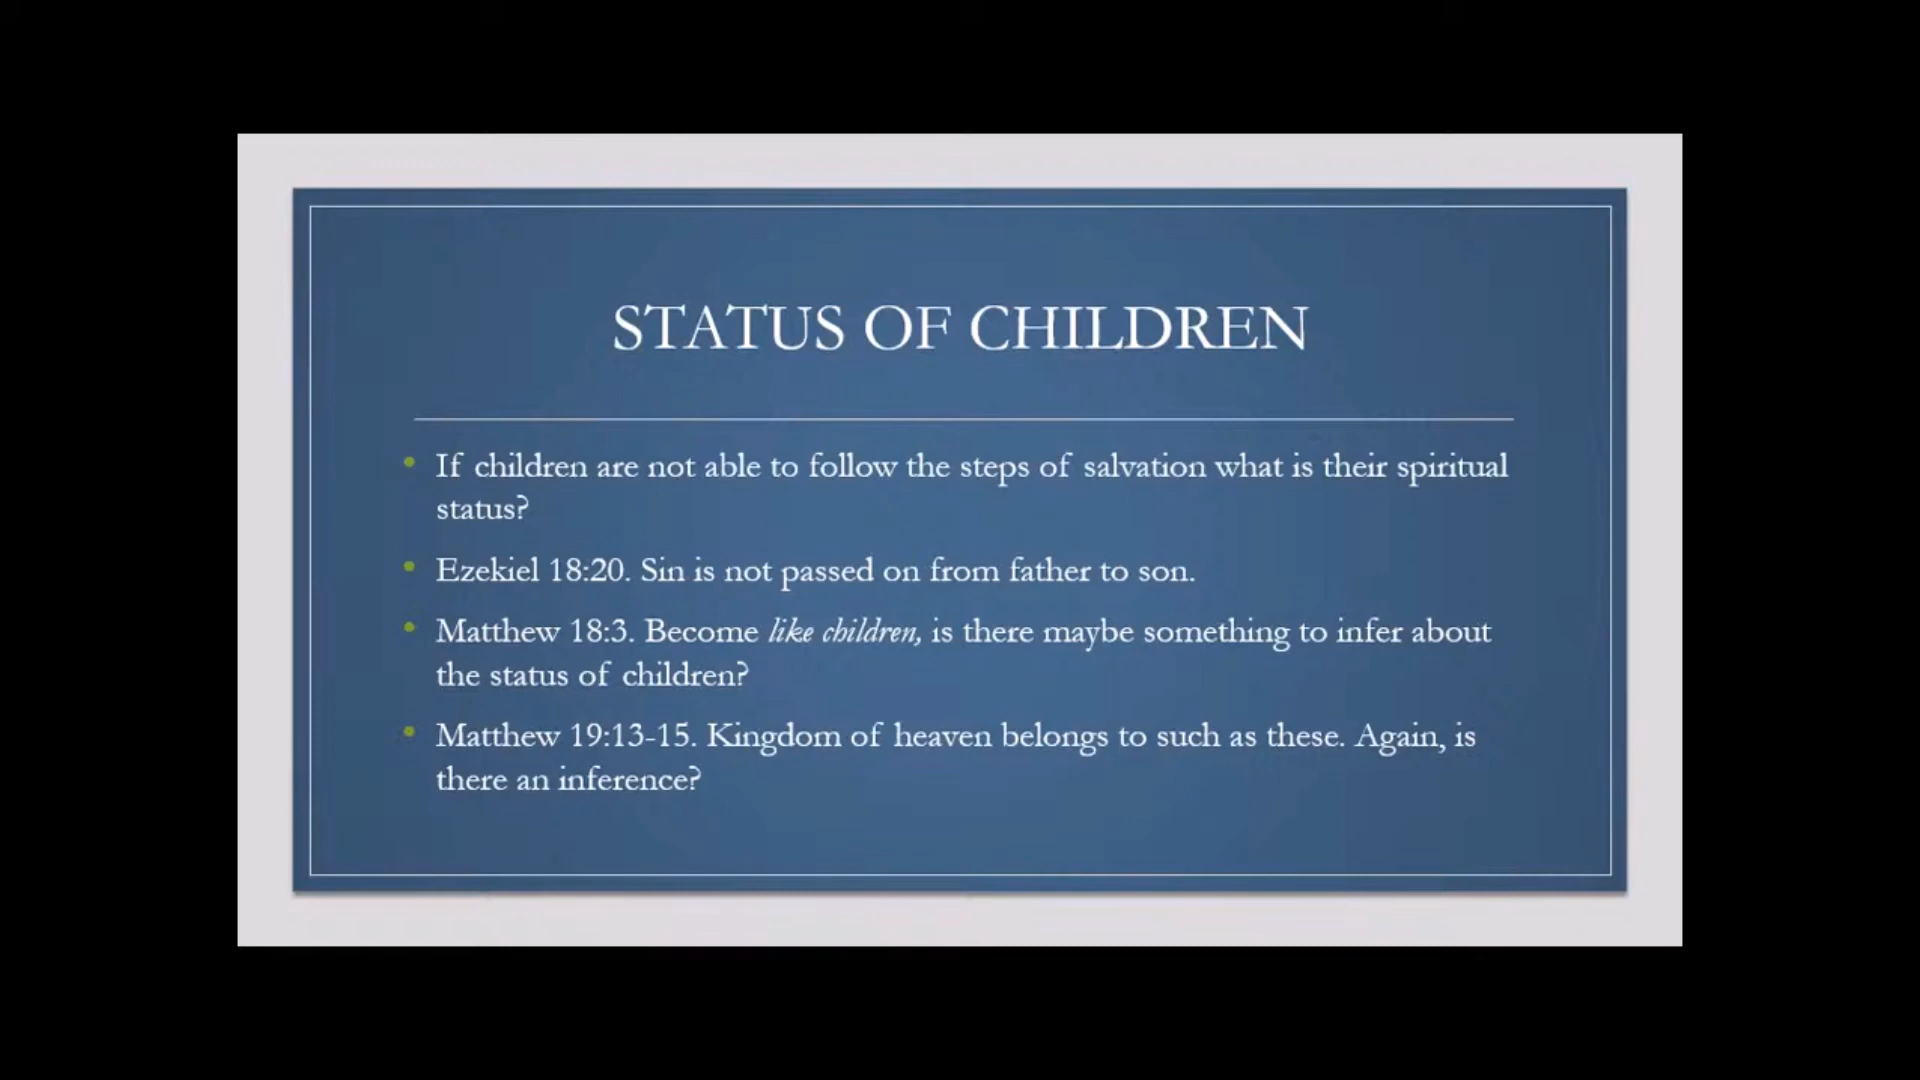 STATUS OF CHILDREN
• If children are not able to follow the steps of salvation what is their spiritual
status?
• Ezekiel 18:20. Sin is not passed on from father to son.
• Matthew 18:3. Become like children, is there maybe something to infer about
the status of children?
• Matthew 19:13-15. Kingdom of heaven belongs to such as these. Again, is
there an inference?